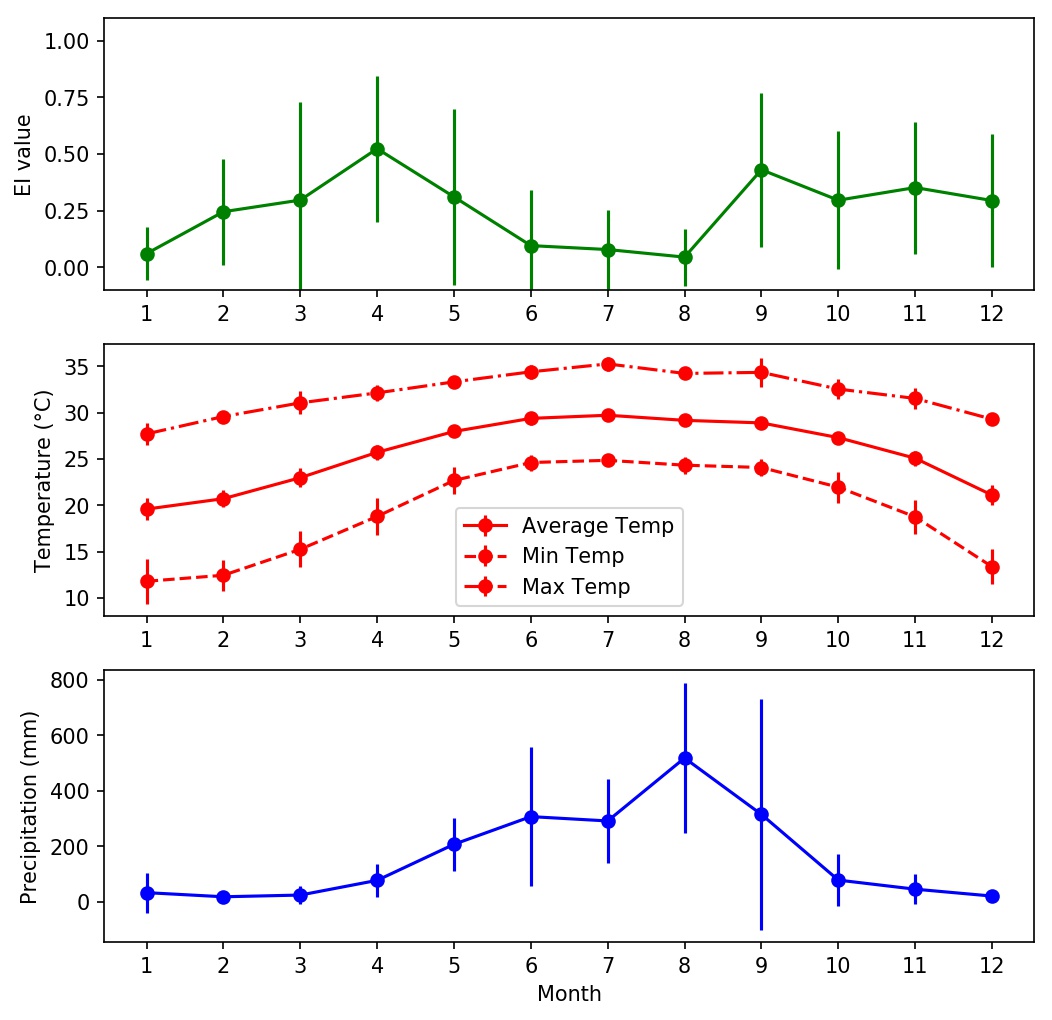 1.00
0.75
0.50
0.25
0.00
EI value
1 2 3 4 5 6 7 8 9 10 11 12
35
30
25
20
15
10
Temperature (°C)
Average Temp
Min Temp
Max Temp
1 2 3 4 5 6 7 8 9 10 11 12
800
600
400
200
0
Precipitation (mm)
1 2 3 4 5 6 7 8 9 10 11 12
Month